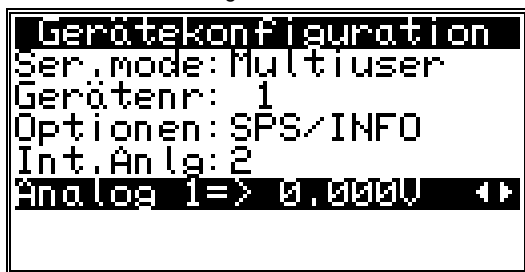 Gerätekonfiguration
Ser.mode:Multiuser
Gerätenr: 1
Optionen:SPS/INFO
Int.Anlg:2
Analog 1=> 0.000V